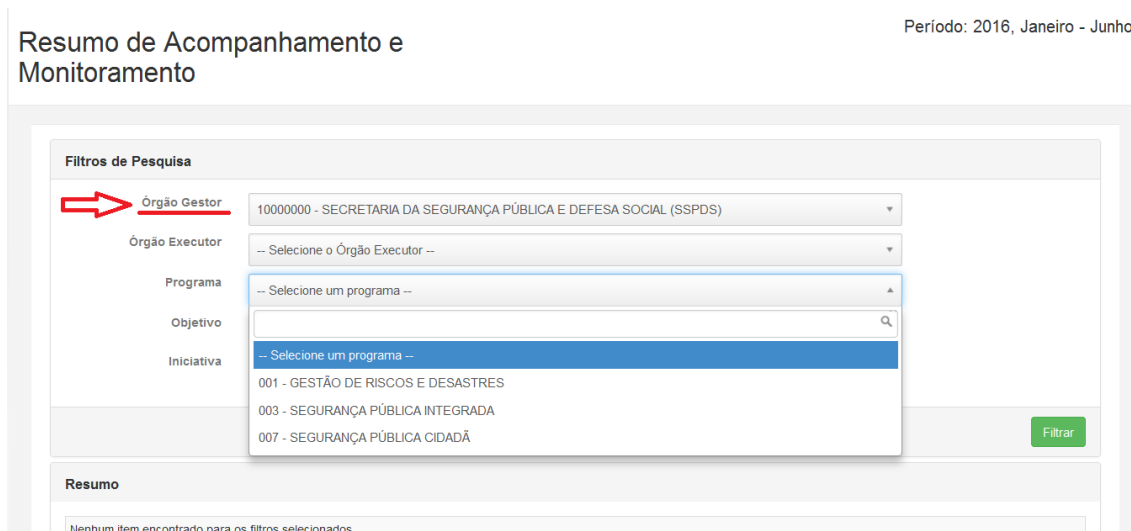 Resumo de Acompanhamento e
Monitoramento
Período: 2016, Janeiro - Junho
Filtros de Pesquisa
Órgão Gestor
10000000 - SECRETARIA DA SEGURANÇA PÚBLICA E DEFESA SOCIAL (SSPDS)
Órgão Executor
-- Selecione o Órgão Executor --
Programa
-- Selecione um programa --
Objetivo
-- Selecione um programa --
Iniciativa
001 - GESTÃO DE RISCOS E DESASTRES
003 - SEGURANÇA PÚBLICA INTEGRADA
007 - SEGURANÇA PÚBLICA CIDADÃ
Filtrar
Resumo
Nenhum item encontrado para os filtros selecionados